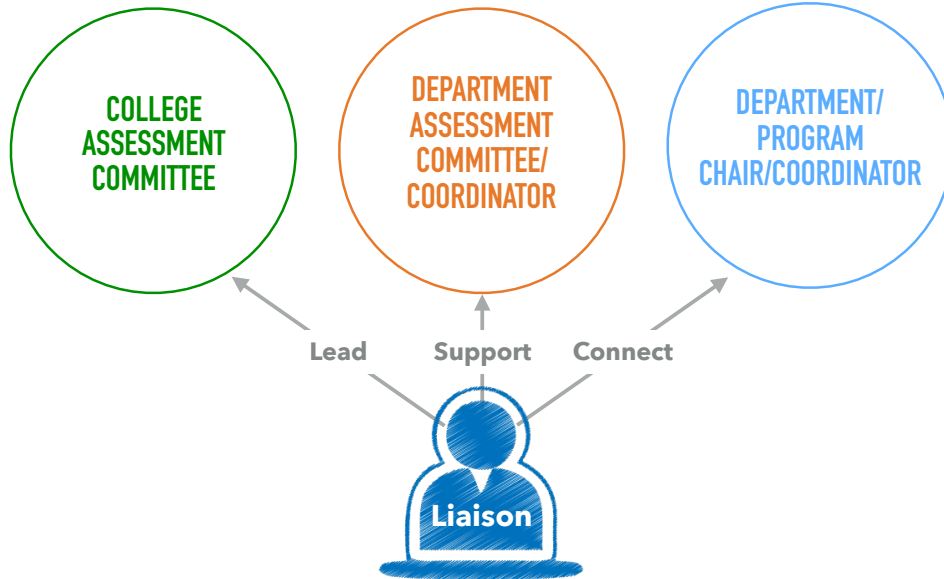 COLLEGE
ASSESSMENT
COMMITTEE
DEPARTMENT
ASSESSMENT
COMMITTEE/
COORDINATOR
DEPARTMENT/
PROGRAM
CHAIR/COORDINATOR
Lead
Support
Connect
Liaison